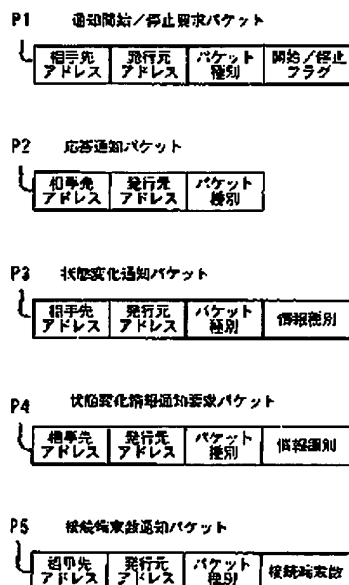 P1 通知開始/停止要求パケット
相手先アドレス 発行元アドレス パケット種別 開始/停止フラグ
P2 応答通知パケット
相手先アドレス 発行元アドレス パケット種別
P3 状態変化通知パケット
相手先アドレス 発行元アドレス パケット種別 情報種別
P4 状態変化情報通知要求パケット
相手先アドレス 発行元アドレス パケット種別 情報識別
P5 接続端末数通知パケット
相手先アドレス 発行元アドレス パケット種別 接続端末数